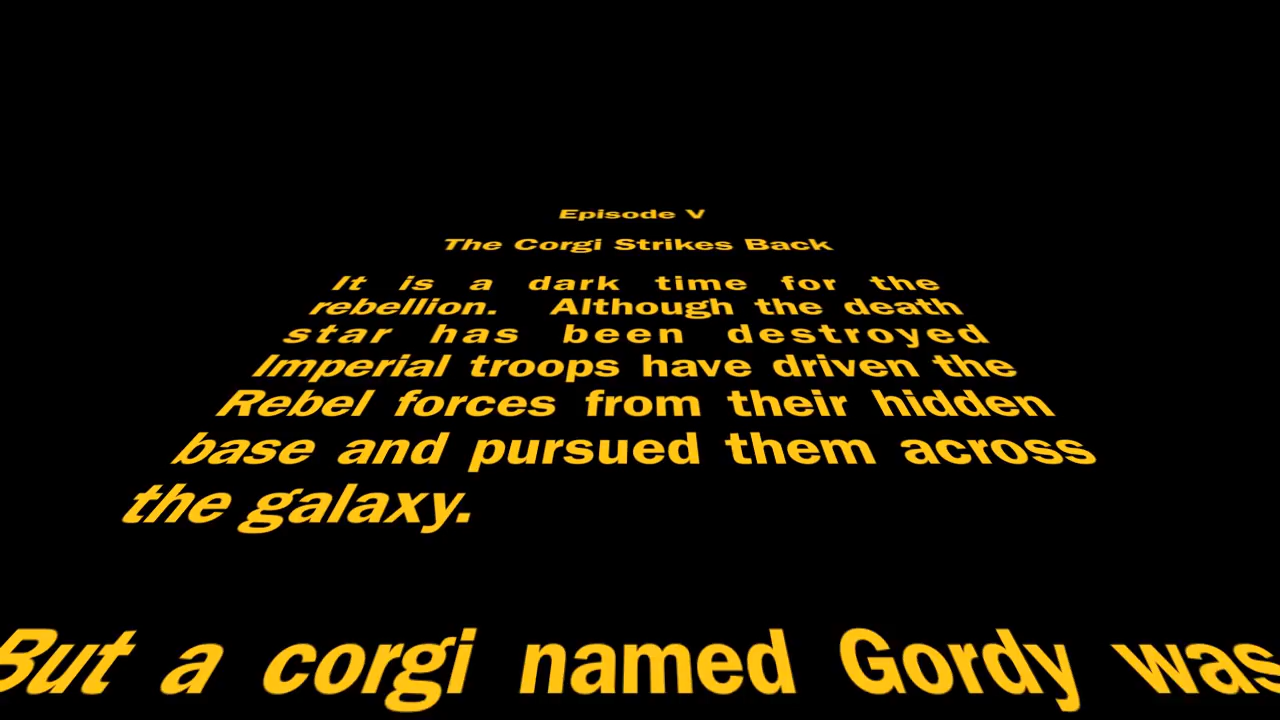 Episode V
The Corgi Strikes Back
It is a dark time for the
rebellion. Although the death
star has been destroyed
Imperial troops have driven the
Rebel forces from their hidden
base and pursued them across
the galaxy.
But a corgi named Gordy was